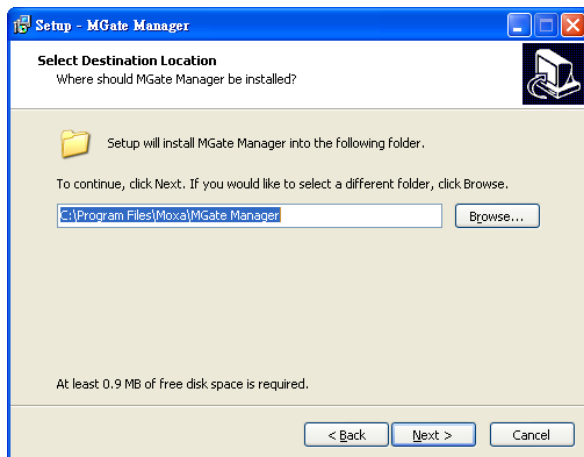 Setup - MGate Manager
Select Destination Location
Where should MGate Manager be installed?
Setup will install MGate Manager into the following folder.
To continue, click Next. If you would like to select a different folder, click Browse.
C:\Program Files\Moxa\MGate Manager
Browse...
At least 0.9 MB of free disk space is required.
< Back
Next >
Cancel